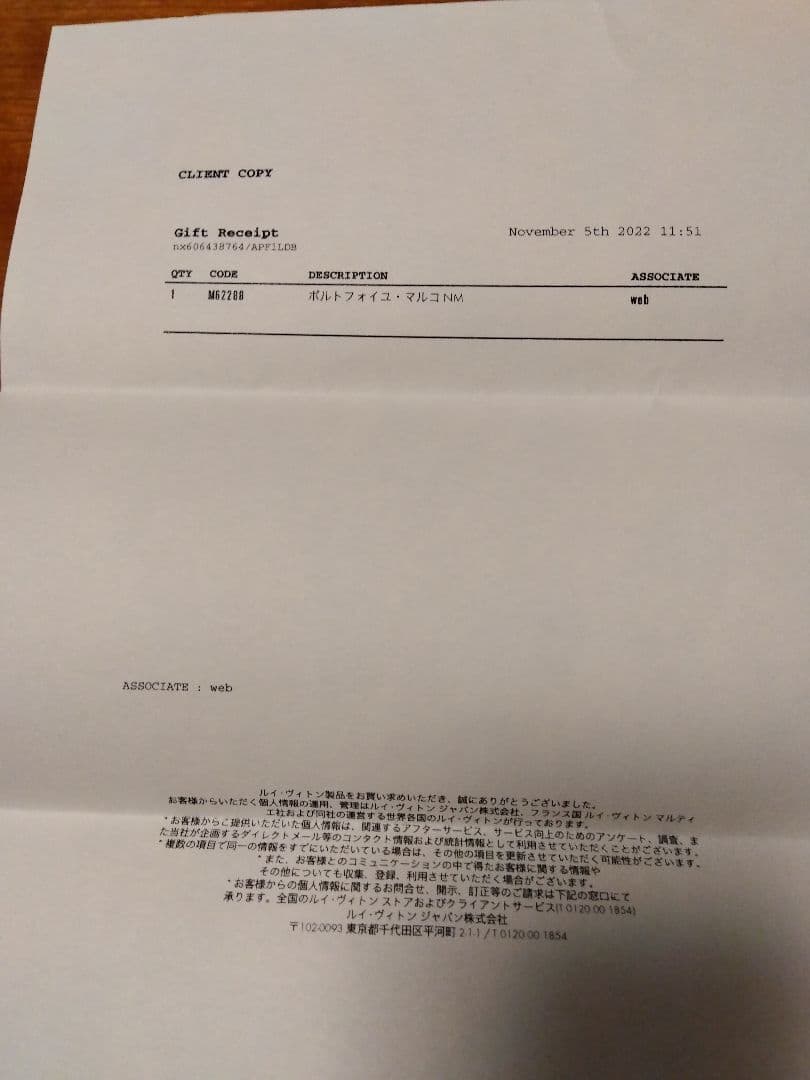 CLIENT COPY
Gift Receipt
November 5th 2022 11:51
nx606438764/APF1LDB
QTY CODE DESCRIPTION ASSOCIATE
1 M62288 ポルトフォイユ・マルコNM web
ASSOCIATE : web
ルイ・ヴィトン製品をお買い求めいただき、誠にありがとうございました。
お客様からいただく個人情報の運用、管理はルイ・ヴィトン ジャパン株式会社、フランス国 ルイ・ヴィトン マルティ
エ社および同社の運営する世界各国のルイ・ヴィトンが行っております。
*お客様からご提供いただいた個人情報は、関連するアフターサービス、サービス向上のためのアンケート、調査、ま
た当社が企画するダイレクトメール等のコンタクト情報および統計情報として利用させていただくことがございます。
*複数の項目で同一の情報をすでにいただいている場合は、その他の項目を更新させていただく可能性がございます。
*また、お客様とのコミュニケーションの中で得たお客様に関する情報や
その他についても収集、登録、利用させていただく場合がございます。
*お客様からの個人情報に関するお問合せ、開示、訂正等のご請求は下記の窓口にて
承ります。全国のルイ・ヴィトン ストアおよびクライアントサービス(T 0120 00 1854)
ルイ・ヴィトン ジャパン株式会社
〒102-0093 東京都千代田区平河町 2-1-1 / T 0120 00 1854